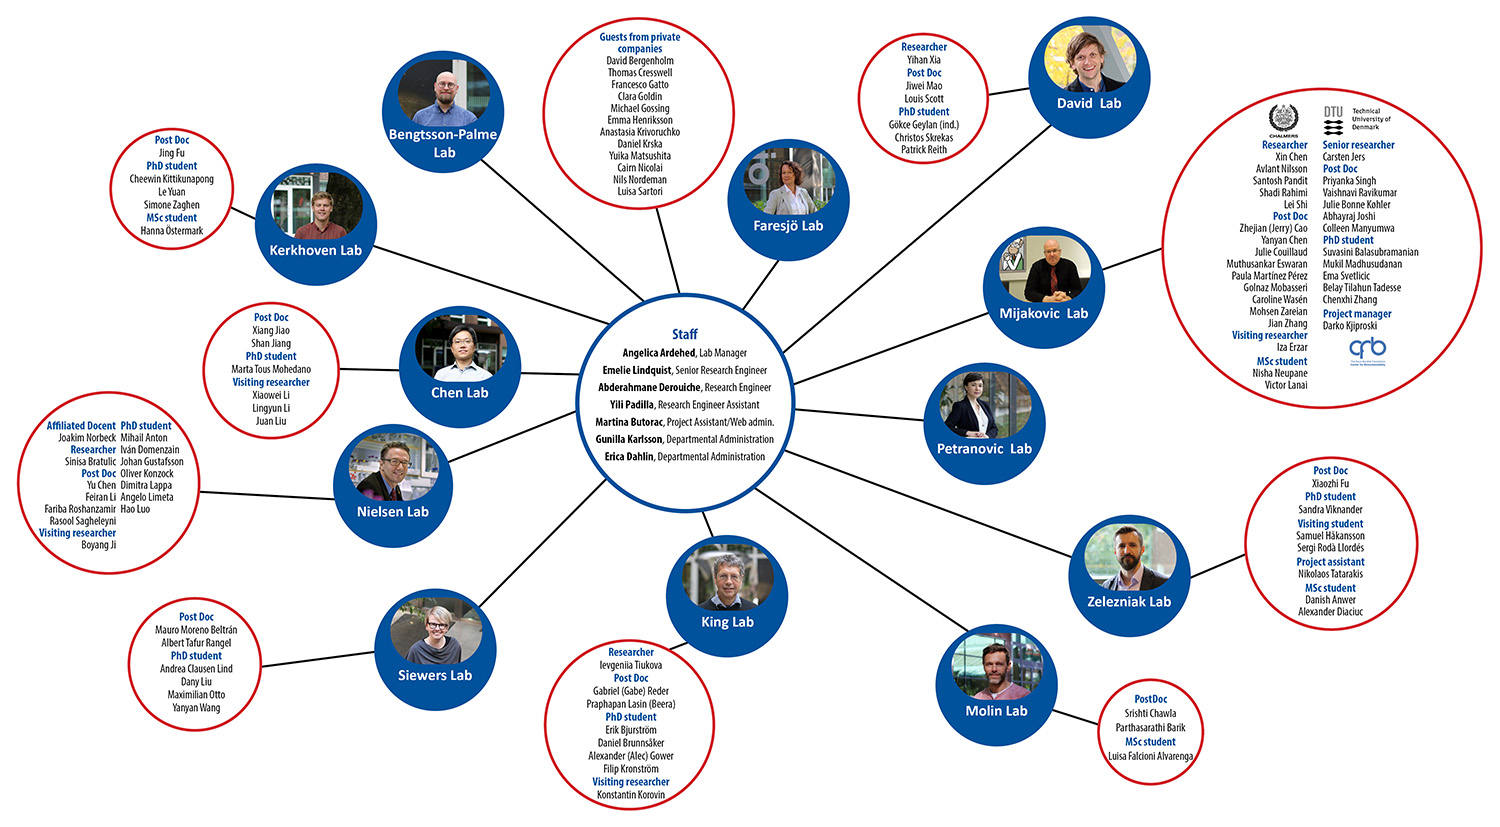 Guests from private
companies
David Bergenholm
Thomas Cresswell
Francesco Gatto
Clara Goldin
Michael Gossing
Emma Henriksson
Anastasia Krivoruchko
Daniel Krska
Yuika Matsushita
Cairn Nicolai
Nils Nordeman
Luisa Sartori
Bengtsson-Palme
Lab
Researcher
Yihan Xia
Post Doc
Jiwei Mao
Louis Scott
PhD student
Gökce Geylan (ind.)
Christos Skrekas
Patrick Reith
David Lab
Post Doc
Jing Fu
PhD student
Cheewin Kittikunapong
Le Yuan
Simone Zaghen
MSc student
Hanna Östermark
Kerkhoven Lab
Faresjö Lab
CHALMERS
Researcher
Xin Chen
Avlant Nilsson
Santosh Pandit
Shadi Rahimi
Lei Shi
Post Doc
Zhejian (Jerry) Cao
Yanyan Chen
Julie Couillaud
Muthusankar Eswaran
Paula Martínez Pérez
Golnaz Mobasseri
Caroline Wasén
Mohsen Zareian
Jian Zhang
Visiting researcher
Iza Erzar
MSc student
Nisha Neupane
Victor Lanai
DTU
Technical
University of
Denmark
Senior researcher
Carsten Jers
Post Doc
Priyanka Singh
Vaishnavi Ravikumar
Julie Bonne Køhler
Abhayraj Joshi
Colleen Manyumwa
PhD student
Suvasini Balasubramanian
Mukil Madhusudanan
Ema Svetlicic
Belay Tilahun Tadesse
Chenxhi Zhang
Project manager
Darko Kjiproski
cfb
Mijakovic Lab
Post Doc
Xiang Jiao
Shan Jiang
PhD student
Marta Tous Mohedano
Visiting researcher
Xiaowei Li
Lingyun Li
Juan Liu
Chen Lab
Staff
Angelica Ardehed, Lab Manager
Emelie Lindquist, Senior Research Engineer
Abderahmane Derouiche, Research Engineer
Yili Padilla, Research Engineer Assistant
Martina Butorac, Project Assistant/Web admin.
Gunilla Karlsson, Departmental Administration
Erica Dahlin, Departmental Administration
Petranovic Lab
Affiliated Docent
Joakim Norbeck
Researcher
Sinisa Bratulic
Post Doc
Yu Chen
Feiran Li
Fariba Roshanzamir
Rasool Sagheleyni
Visiting researcher
Boyang Ji
PhD student
Mihail Anton
Iván Domenzain
Johan Gustafsson
Oliver Konzock
Dimitra Lappa
Angelo Limeta
Hao Luo
Nielsen Lab
Post Doc
Xiaozhi Fu
PhD student
Sandra Viknander
Visiting student
Samuel Håkansson
Sergi Rodà Llordés
Project assistant
Nikolaos Tatarakis
MSc student
Danish Anwer
Alexander Diaciuc
Zelezniak Lab
Post Doc
Mauro Moreno Beltrán
Albert Tafur Rangel
PhD student
Andrea Clausen Lind
Dany Liu
Maximilian Otto
Yanyan Wang
Siewers Lab
King Lab
Researcher
Ievgeniia Tiukova
Post Doc
Gabriel (Gabe) Reder
Praphapan Lasin (Beera)
PhD student
Erik Bjurström
Daniel Brunnsåker
Alexander (Alec) Gower
Filip Kronström
Visiting researcher
Konstantin Korovin
Molin Lab
PostDoc
Srishti Chawla
Parthasarathi Barik
MSc student
Luisa Falcioni Alvarenga